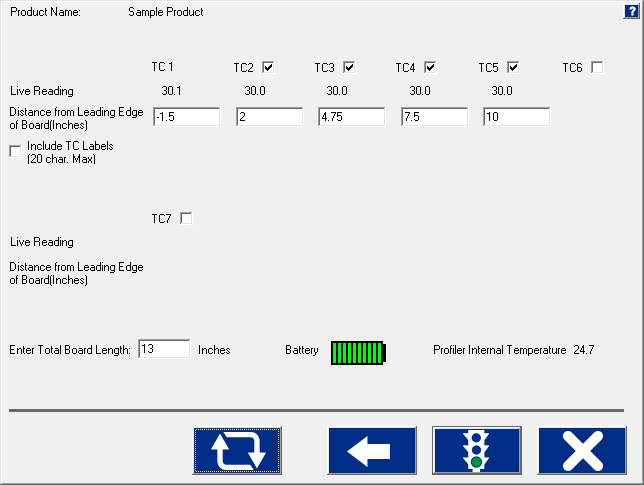 Product Name: Sample Product
?
TC 1 TC2 TC3 TC4 TC5 TC6
Live Reading 30.1 30.0 30.0 30.0 30.0
Distance from Leading Edge
of Board(Inches) -1.5 2 4.75 7.5 10
Include TC Labels
(20 char. Max)
TC7
Live Reading
Distance from Leading Edge
of Board(Inches)
Enter Total Board Length: 13 Inches Battery Profiler Internal Temperature 24.7